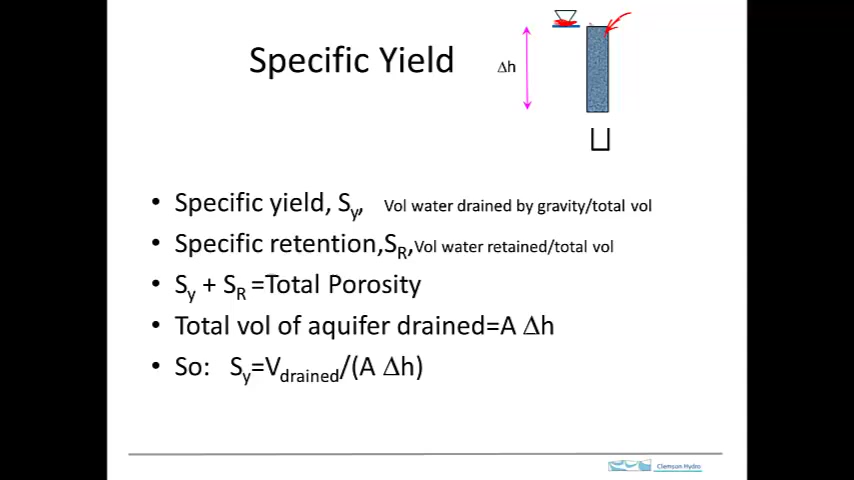 Specific Yield
Δh
• Specific yield, Sy, Vol water drained by gravity/total vol
• Specific retention,SR,Vol water retained/total vol
• Sy + SR =Total Porosity
• Total vol of aquifer drained=A Δh
• So: Sy=Vdrained/(A Δh)
Clemson Hydro